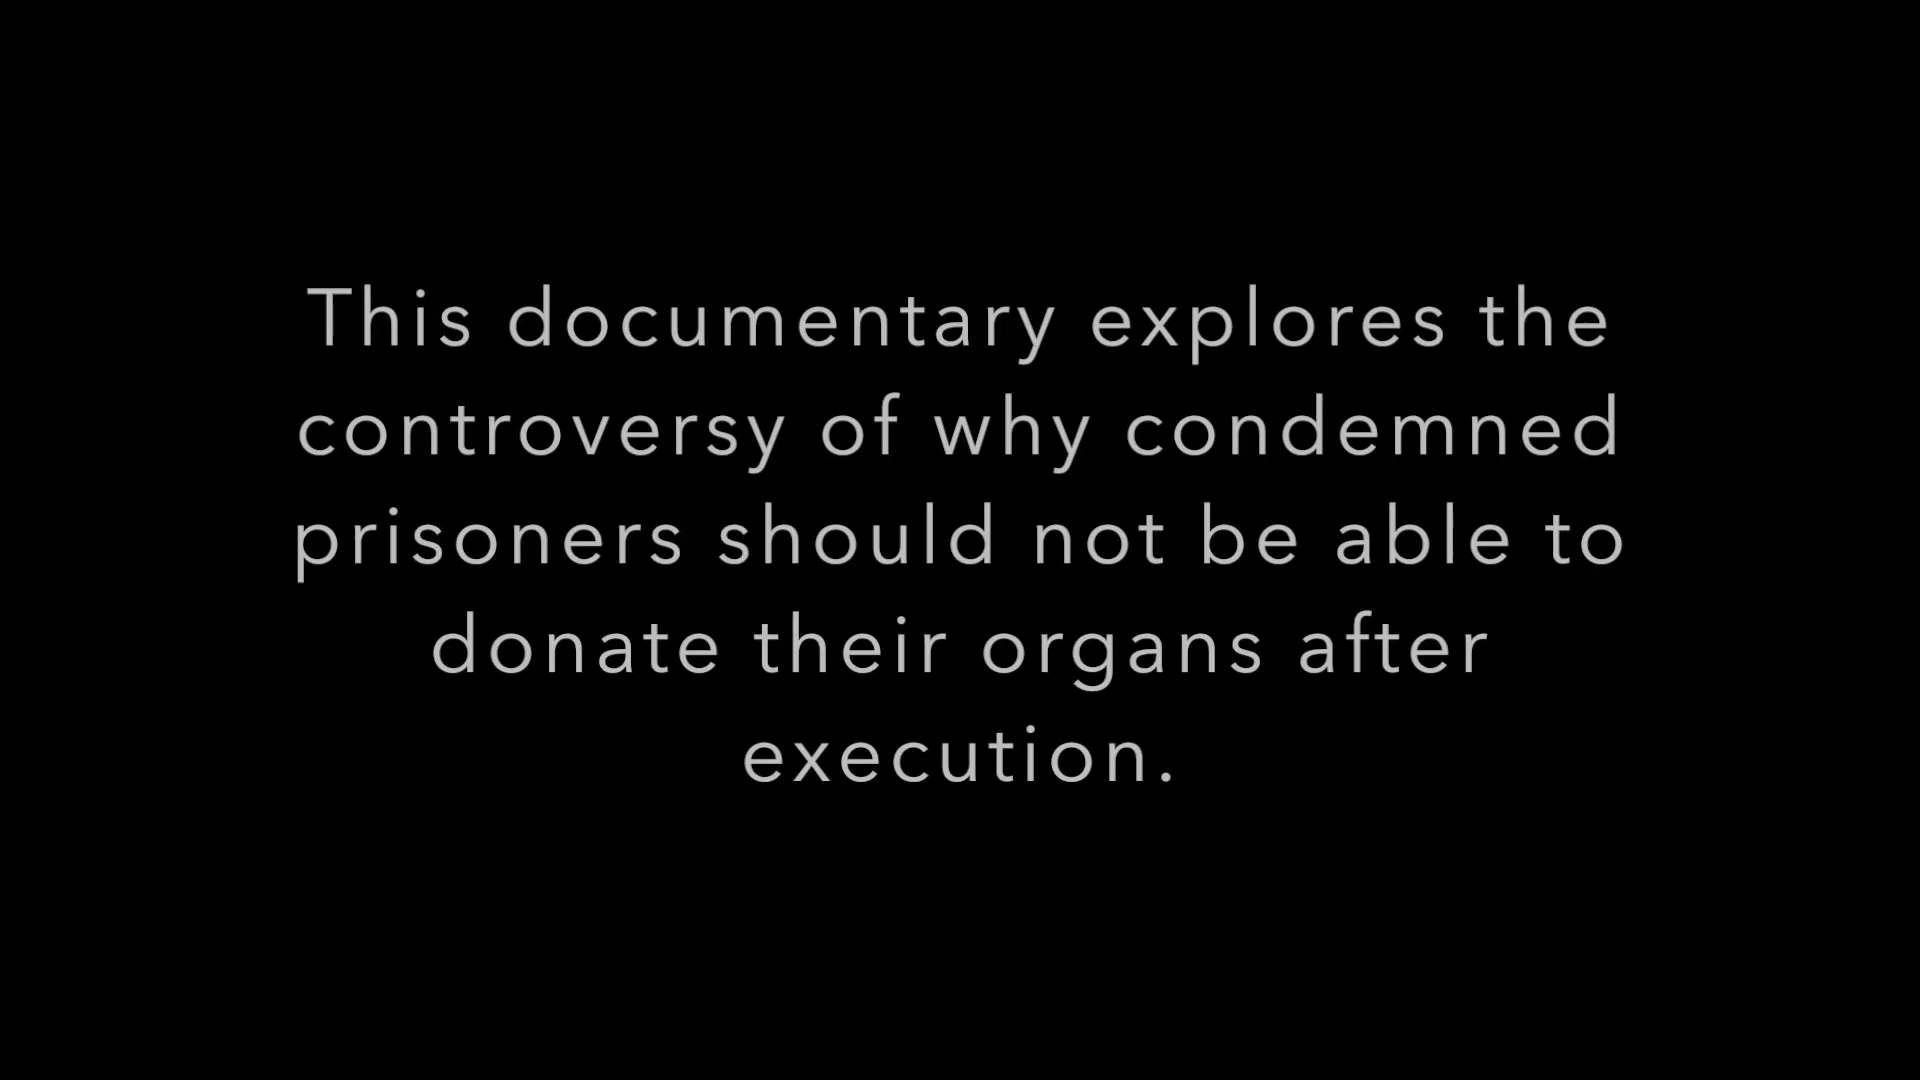 This documentary explores the
controversy of why condemned
prisoners should not be able to
donate their organs after
execution.